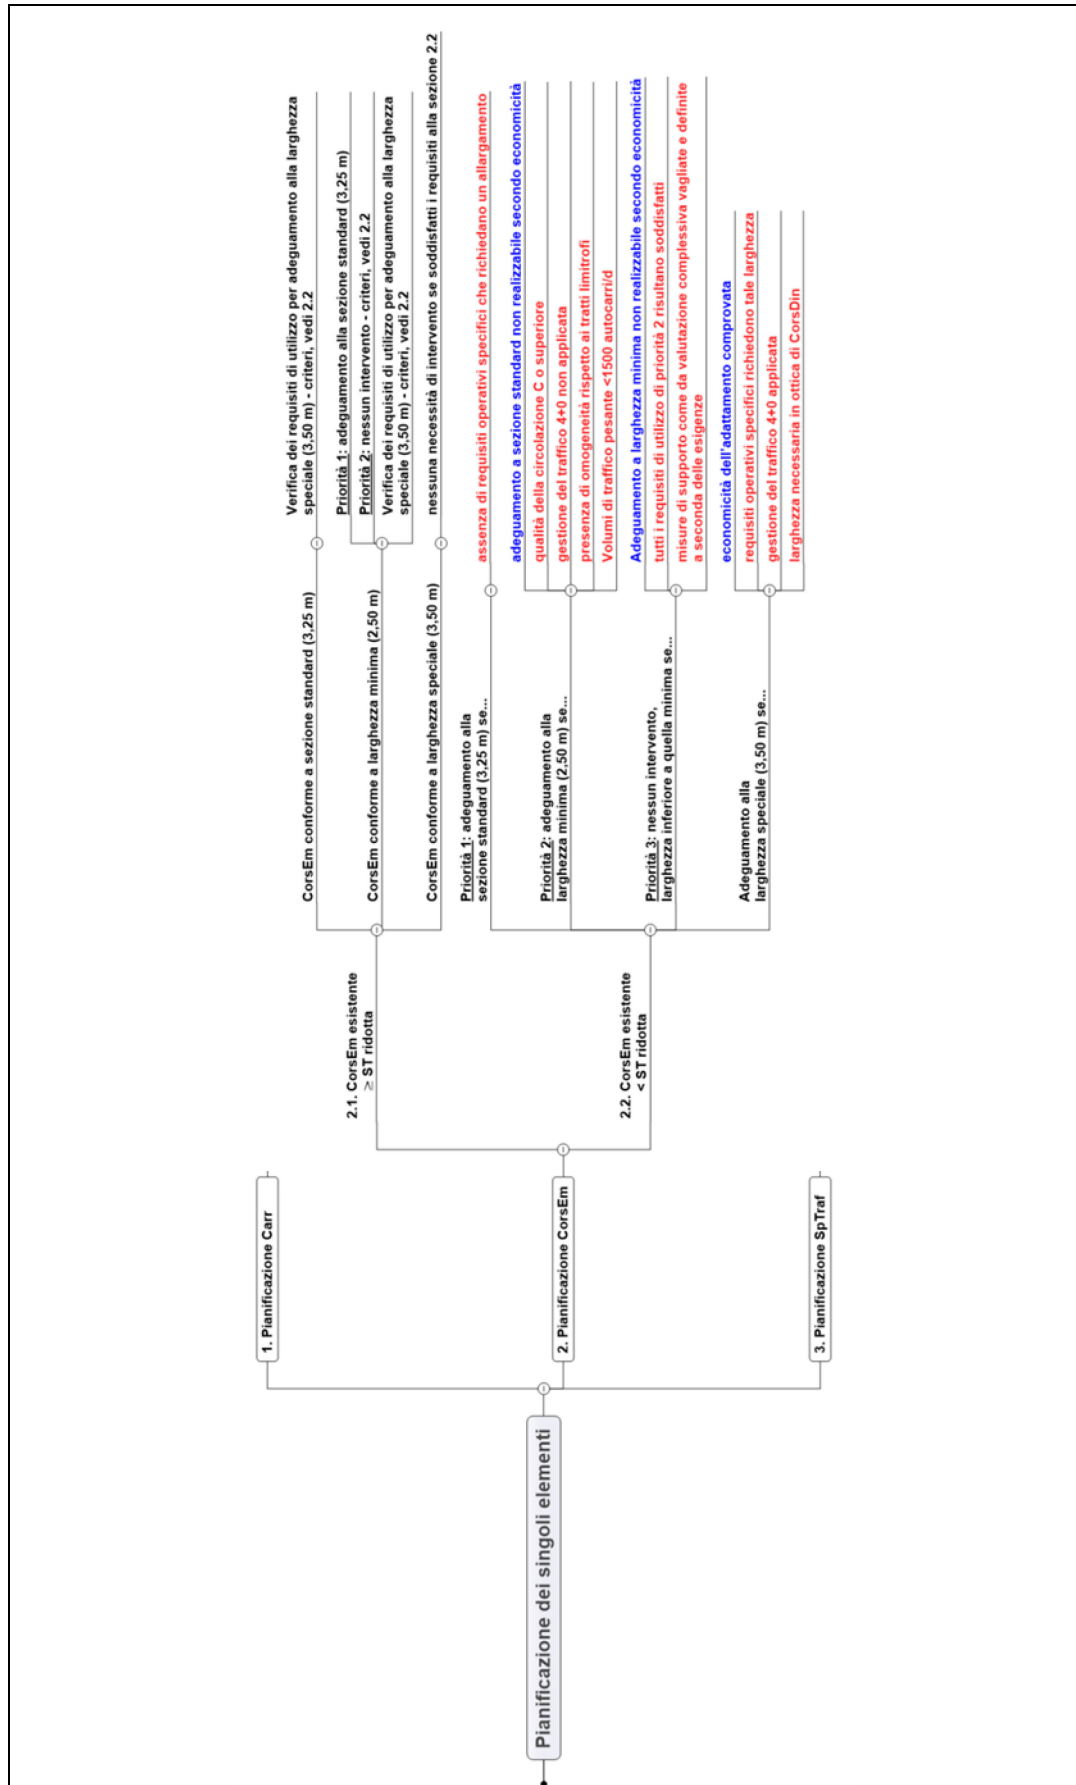 Pianificazione dei singoli elementi
1. Pianificazione Carr
2. Pianificazione CorsEm
2.1. CorsEm esistente
≥ ST ridotta
CorsEm conforme a sezione standard (3,25 m)
Verifica dei requisiti di utilizzo per adeguamento alla larghezza
speciale (3,50 m) - criteri, vedi 2.2
CorsEm conforme a larghezza minima (2,50 m)
Priorità 1: adeguamento alla sezione standard (3,25 m)
Priorità 2: nessun intervento - criteri, vedi 2.2
Verifica dei requisiti di utilizzo per adeguamento alla larghezza
speciale (3,50 m) - criteri, vedi 2.2
CorsEm conforme a larghezza speciale (3,50 m)
nessuna necessità di intervento se soddisfatti i requisiti alla sezione 2.2
2.2. CorsEm esistente
< ST ridotta
Priorità 1: adeguamento alla
sezione standard (3,25 m) se...
assenza di requisiti operativi specifici che richiedano un allargamento
Priorità 2: adeguamento alla
larghezza minima (2,50 m) se...
adeguamento a sezione standard non realizzabile secondo economicità
qualità della circolazione C o superiore
gestione del traffico 4+0 non applicata
presenza di omogeneità rispetto ai tratti limitrofi
Volumi di traffico pesante <1500 autocarri/d
Priorità 3: nessun intervento,
larghezza inferiore a quella minima se...
Adeguamento a larghezza minima non realizzabile secondo economicità
tutti i requisiti di utilizzo di priorità 2 risultano soddisfatti
misure di supporto come da valutazione complessiva vagliate e definite
a seconda delle esigenze
Adeguamento alla
larghezza speciale (3,50 m) se...
economicità dell'adattamento comprovata
requisiti operativi specifici richiedono tale larghezza
gestione del traffico 4+0 applicata
larghezza necessaria in ottica di CorsDin
3. Pianificazione SpTraf